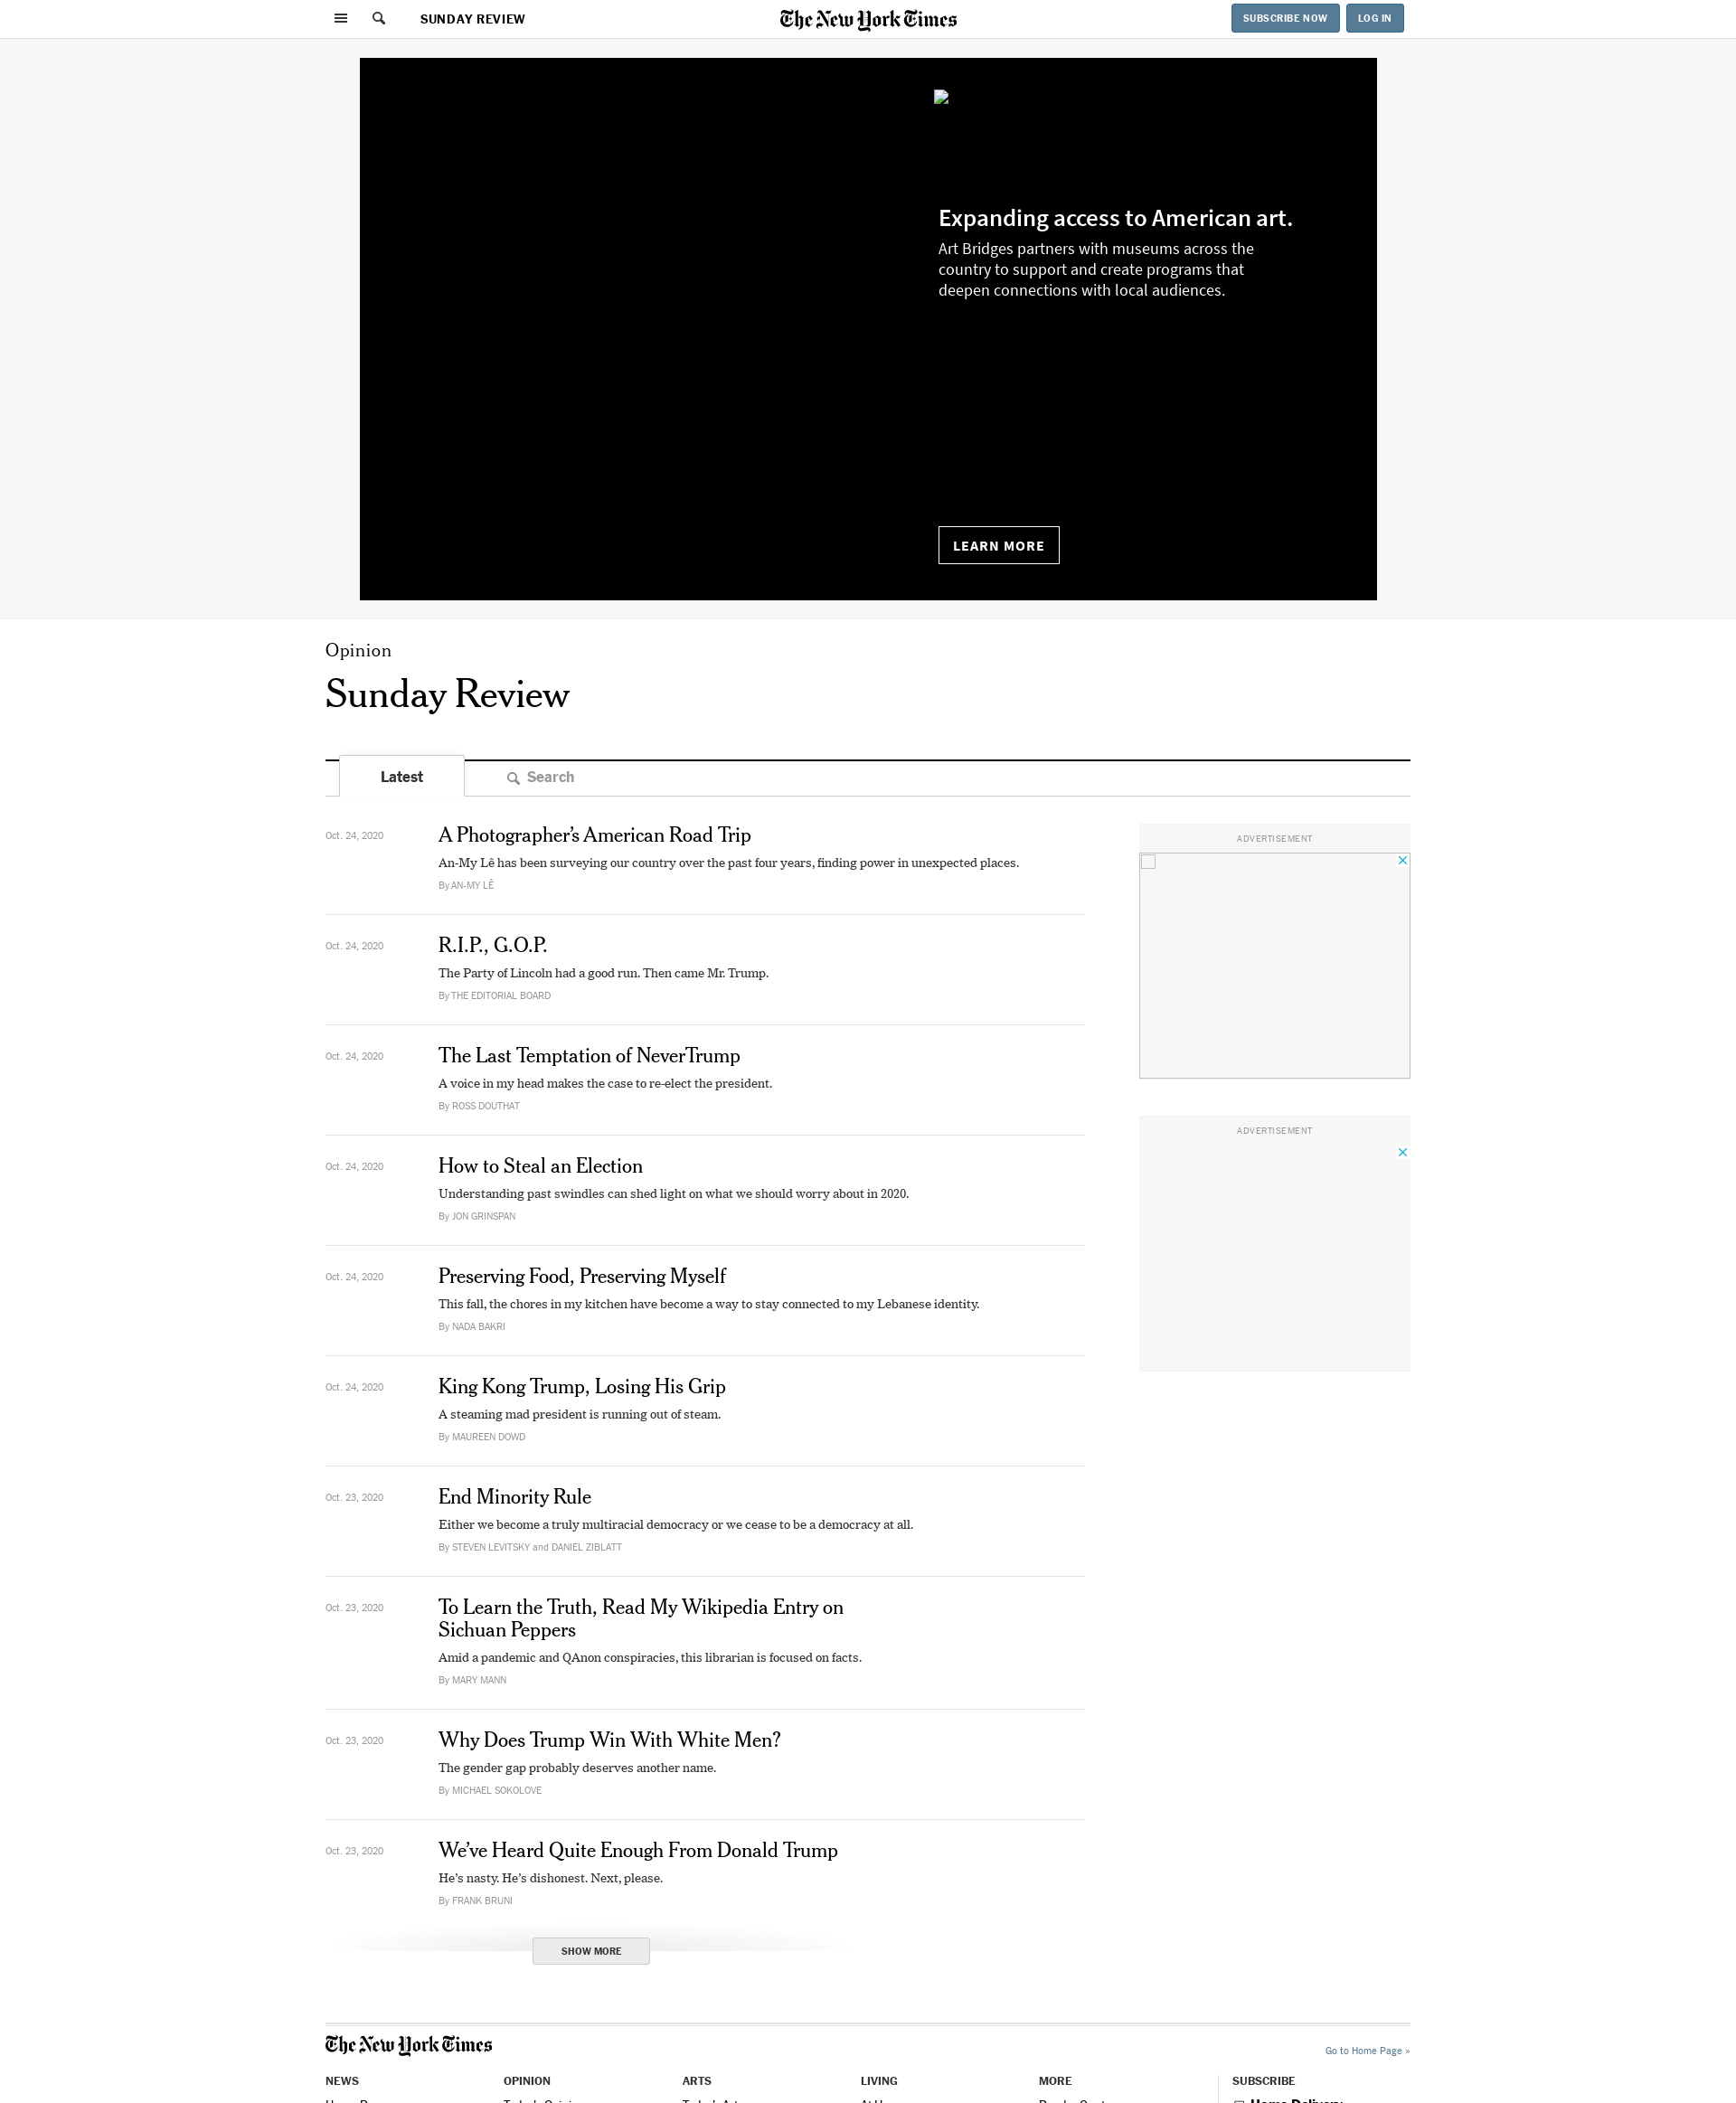 SUNDAY REVIEW
The New York Times
SUBSCRIBE NOW
LOG IN
Expanding access to American art.
Art Bridges partners with museums across the
country to support and create programs that
deepen connections with local audiences.
LEARN MORE
Opinion
Sunday Review
Latest
Search
Oct. 24, 2020
A Photographer’s American Road Trip
An-My Lê has been surveying our country over the past four years, finding power in unexpected places.
By AN-MY LÊ
Oct. 24, 2020
R.I.P., G.O.P.
The Party of Lincoln had a good run. Then came Mr. Trump.
By THE EDITORIAL BOARD
Oct. 24, 2020
The Last Temptation of NeverTrump
A voice in my head makes the case to re-elect the president.
By ROSS DOUTHAT
Oct. 24, 2020
How to Steal an Election
Understanding past swindles can shed light on what we should worry about in 2020.
By JON GRINSPAN
Oct. 24, 2020
Preserving Food, Preserving Myself
This fall, the chores in my kitchen have become a way to stay connected to my Lebanese identity.
By NADA BAKRI
Oct. 24, 2020
King Kong Trump, Losing His Grip
A steaming mad president is running out of steam.
By MAUREEN DOWD
Oct. 23, 2020
End Minority Rule
Either we become a truly multiracial democracy or we cease to be a democracy at all.
By STEVEN LEVITSKY and DANIEL ZIBLATT
Oct. 23, 2020
To Learn the Truth, Read My Wikipedia Entry on
Sichuan Peppers
Amid a pandemic and QAnon conspiracies, this librarian is focused on facts.
By MARY MANN
Oct. 23, 2020
Why Does Trump Win With White Men?
The gender gap probably deserves another name.
By MICHAEL SOKOLOVE
Oct. 23, 2020
We’ve Heard Quite Enough From Donald Trump
He’s nasty. He’s dishonest. Next, please.
By FRANK BRUNI
SHOW MORE
ADVERTISEMENT
ADVERTISEMENT
The New York Times
Go to Home Page »
NEWS
OPINION
ARTS
LIVING
MORE
SUBSCRIBE
Home Delivery